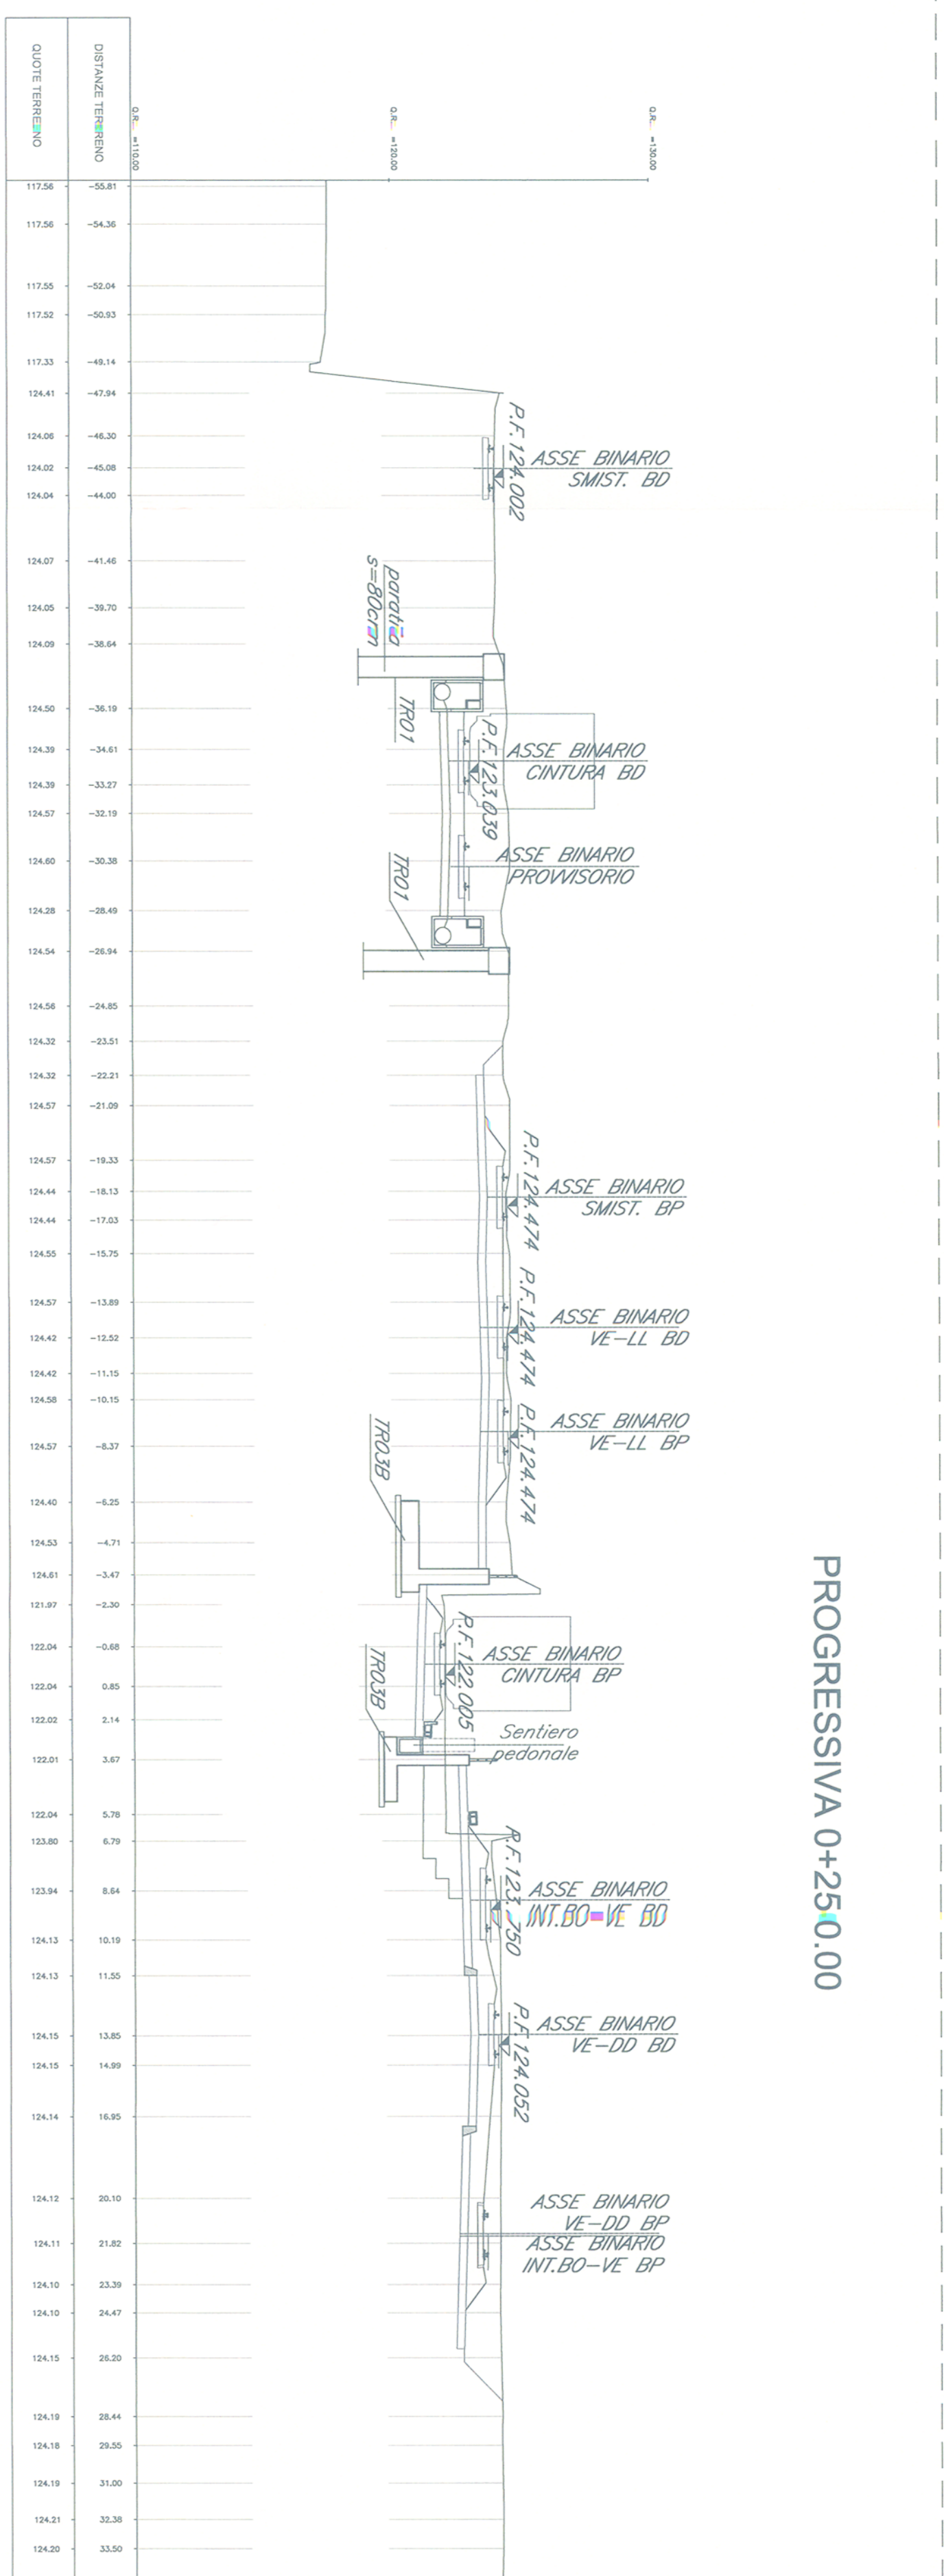 PROGRESSIVA 0+250.00
Q.R. =130.00
Q.R. =120.00
Q.R. =110.00
DISTANZE TERRENO
QUOTE TERRENO
P.F.124.002
ASSE BINARIO
SMIST. BD
paratia
s=80cm
TR01
P.F.123.039
ASSE BINARIO
CINTURA BD
ASSE BINARIO
PROVVISORIO
TR01
P.F.124.474
ASSE BINARIO
SMIST. BP
P.F.124.474
ASSE BINARIO
VE-LL BD
P.F.124.474
ASSE BINARIO
VE-LL BP
TR03B
P.F.122.005
ASSE BINARIO
CINTURA BP
TR03B
Sentiero
pedonale
P.F.123.750
ASSE BINARIO
INT.BO-VE BD
P.F.124.052
ASSE BINARIO
VE-DD BD
ASSE BINARIO
VE-DD BP
ASSE BINARIO
INT.BO-VE BP
117.56 -55.81
117.56 -54.36
117.55 -52.04
117.52 -50.93
117.33 -49.14
124.41 -47.94
124.06 -46.30
124.02 -45.08
124.04 -44.00
124.07 -41.46
124.05 -39.70
124.09 -38.64
124.50 -36.19
124.39 -34.61
124.39 -33.27
124.57 -32.19
124.60 -30.38
124.28 -28.49
124.54 -26.94
124.56 -24.85
124.32 -23.51
124.32 -22.21
124.57 -21.09
124.57 -19.33
124.44 -18.13
124.44 -17.03
124.55 -15.75
124.57 -13.89
124.42 -12.52
124.42 -11.15
124.58 -10.15
124.57 -8.37
124.40 -6.25
124.53 -4.71
124.61 -3.47
121.97 -2.30
122.04 -0.68
122.04 0.85
122.02 2.14
122.01 3.67
122.04 5.78
123.80 6.79
123.94 8.64
124.13 10.19
124.13 11.55
124.15 13.85
124.15 14.99
124.14 16.95
124.12 20.10
124.11 21.82
124.10 23.39
124.10 24.47
124.15 26.20
124.19 28.44
124.18 29.55
124.19 31.00
124.21 32.38
124.20 33.50